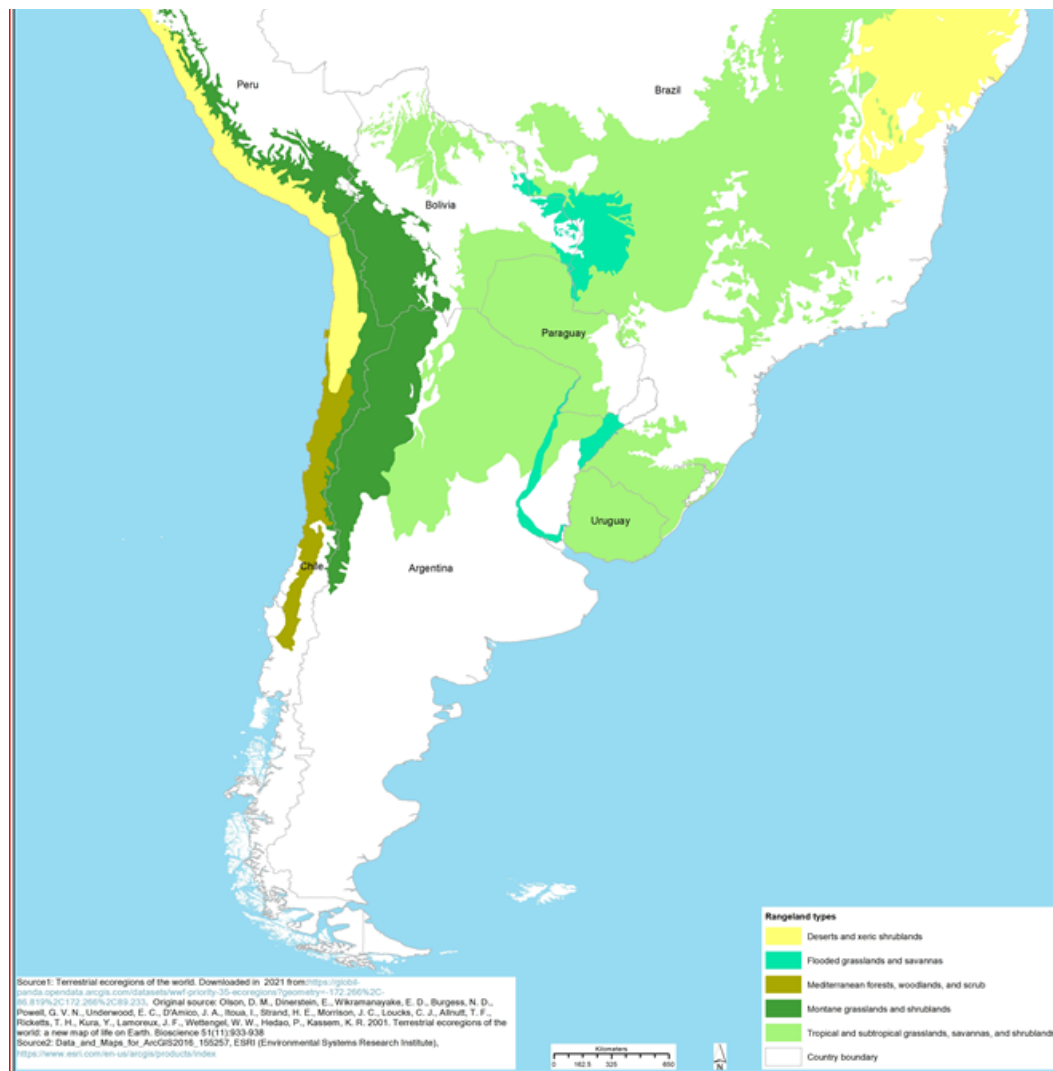 Peru
Brazil
Bolivia
Paraguay
Uruguay
Chile
Argentina
Rangeland types
Deserts and xeric shrublands
Flooded grasslands and savannas
Mediterranean forests, woodlands, and scrub
Montane grasslands and shrublands
Tropical and subtropical grasslands, savannas, and shrublands
Country boundary
Source1: Terrestrial ecoregions of the world. Downloaded in 2021 from:https://globil-
panda.opendata.arcgis.com/datasets/wwf-priority-35-ecoregions?geometry=-172.266%2C-
86.819%2C172.266%2C89.233. Original source: Olson, D. M., Dinerstein, E., Wikramanayake, E. D., Burgess, N. D.,
Powell, G. V. N., Underwood, E. C., D'Amico, J. A., Itoua, I., Strand, H. E., Morrison, J. C., Loucks, C. J., Allnutt, T. F.,
Ricketts, T. H., Kura, Y., Lamoreux, J. F., Wettengel, W. W., Hedao, P., Kassem, K. R. 2001. Terrestrial ecoregions of the
world: a new map of life on Earth. Bioscience 51(11):933-938
Source2: Data_and_Maps_for_ArcGIS2016_155257, ESRI (Environmental Systems Research Institute),
https://www.esri.com/en-us/arcgis/products/index
Kilometers
0 162.5 325 650
N